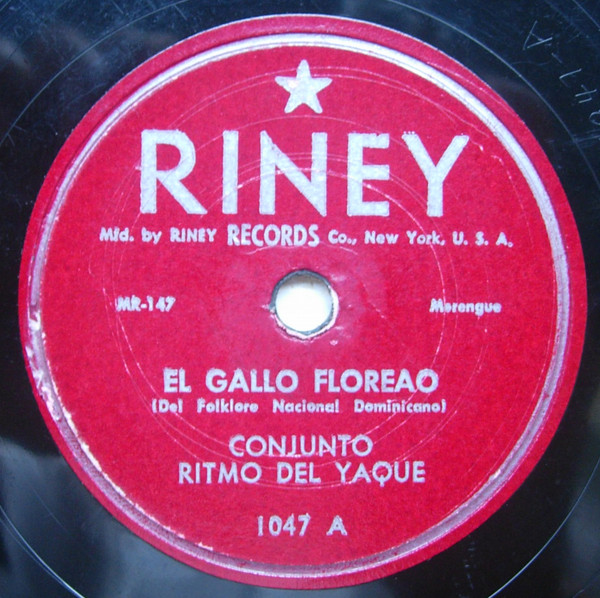 RINEY
Mfd. by RINEY RECORDS Co., New York, U. S. A.
MR-147 Merengue
EL GALLO FLOREAO
(Del Folklore Nacional Dominicano)
CONJUNTO
RITMO DEL YAQUE
1047 A